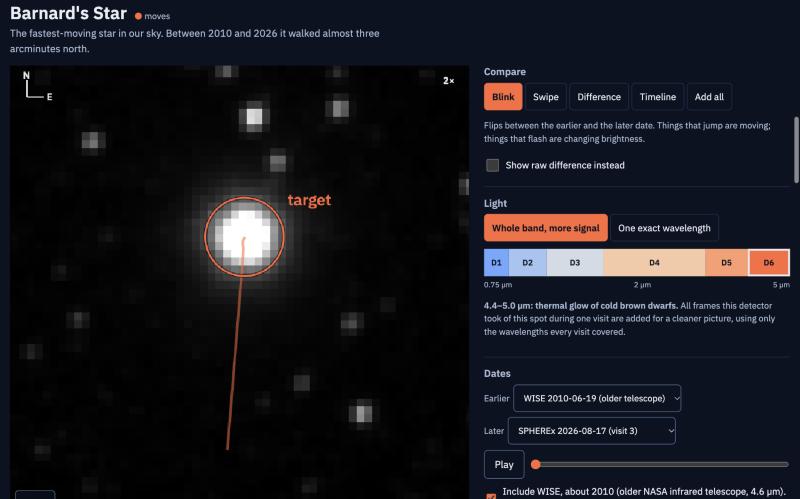 Barnard's Star
moves
The fastest-moving star in our sky. Between 2010 and 2026 it walked almost three
arcminutes north.
N
E
2×
target
Compare
Blink
Swipe
Difference
Timeline
Add all
Flips between the earlier and the later date. Things that jump are moving;
things that flash are changing brightness.
Show raw difference instead
Light
Whole band, more signal
One exact wavelength
D1
D2
D3
D4
D5
D6
0.75 µm
2 µm
5 µm
4.4–5.0 µm: thermal glow of cold brown dwarfs. All frames this detector
took of this spot during one visit are added for a cleaner picture, using only
the wavelengths every visit covered.
Dates
Earlier
WISE 2010-06-19 (older telescope)
Later
SPHEREx 2026-08-17 (visit 3)
Play
Include WISE, about 2010 (older NASA infrared telescope, 4.6 µm).